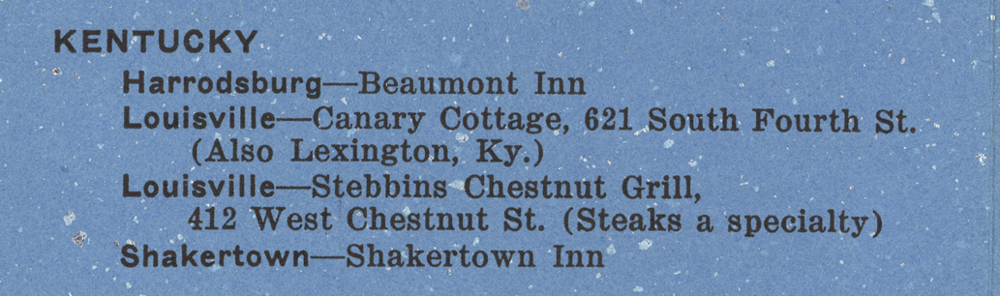 KENTUCKY
Harrodsburg—Beaumont Inn
Louisville—Canary Cottage, 621 South Fourth St.
(Also Lexington, Ky.)
Louisville—Stebbins Chestnut Grill,
412 West Chestnut St. (Steaks a specialty)
Shakertown—Shakertown Inn